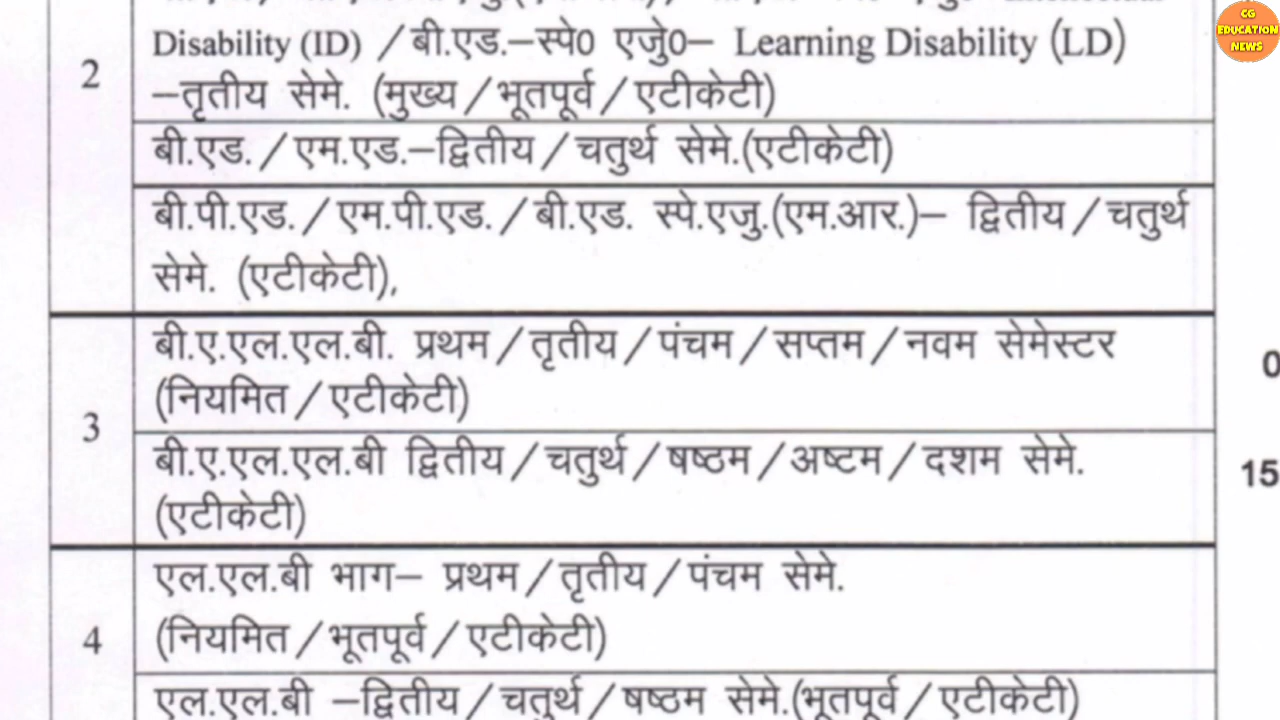 Disability (ID) /बी.एड.–स्पे0 एजुे0– Learning Disability (LD)
2
–तृतीय सेमे. (मुख्य/भूतपूर्व/एटीकेटी)
बी.एड./एम.एड.–द्वितीय/चतुर्थ सेमे.(एटीकेटी)
बी.पी.एड./एम.पी.एड./बी.एड. स्पे.एजु.(एम.आर.)– द्वितीय/चतुर्थ
सेमे. (एटीकेटी),
बी.ए.एल.एल.बी. प्रथम/तृतीय/पंचम/सप्तम/नवम सेमेस्टर
(नियमित/एटीकेटी)
3
बी.ए.एल.एल.बी द्वितीय/चतुर्थ/षष्ठम/अष्टम/दशम सेमे.
(एटीकेटी)
एल.एल.बी भाग– प्रथम/तृतीय/पंचम सेमे.
(नियमित/भूतपूर्व/एटीकेटी)
4
एल.एल.बी –द्वितीय/चतुर्थ/षष्ठम सेमे.(भूतपूर्व/एटीकेटी)
0
15
CG
EDUCATION
NEWS